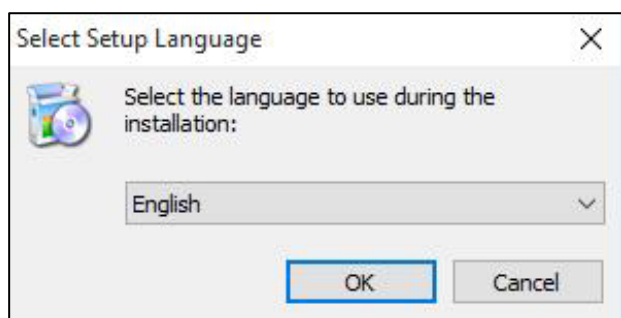 Select Setup Language
Select the language to use during the
installation:
English
OK
Cancel